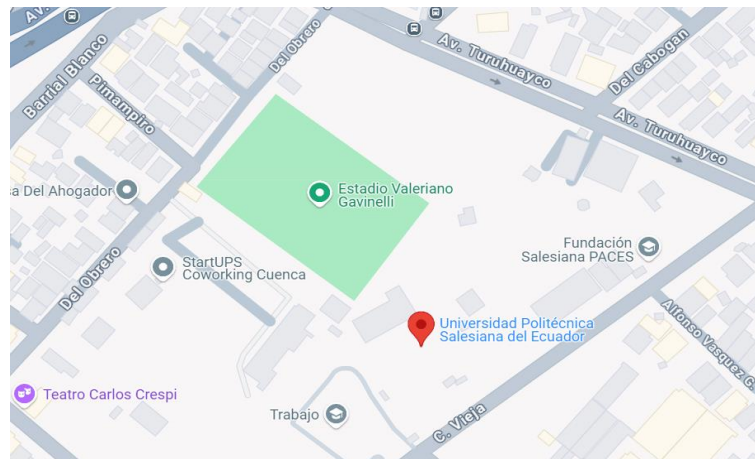 Av.
Barrial Blanco
Pimampiro
Del Obrero
Av. Turuhuayco
Del Cabogan
Av. Turuhuayco
a Del Ahogador
Estadio Valeriano
Gavinelli
StartUPS
Coworking Cuenca
Del Obrero
Fundación
Salesiana PACES
Universidad Politécnica
Salesiana del Ecuador
Alfonso Vasquez G.
Teatro Carlos Crespi
Trabajo
C. Vieja